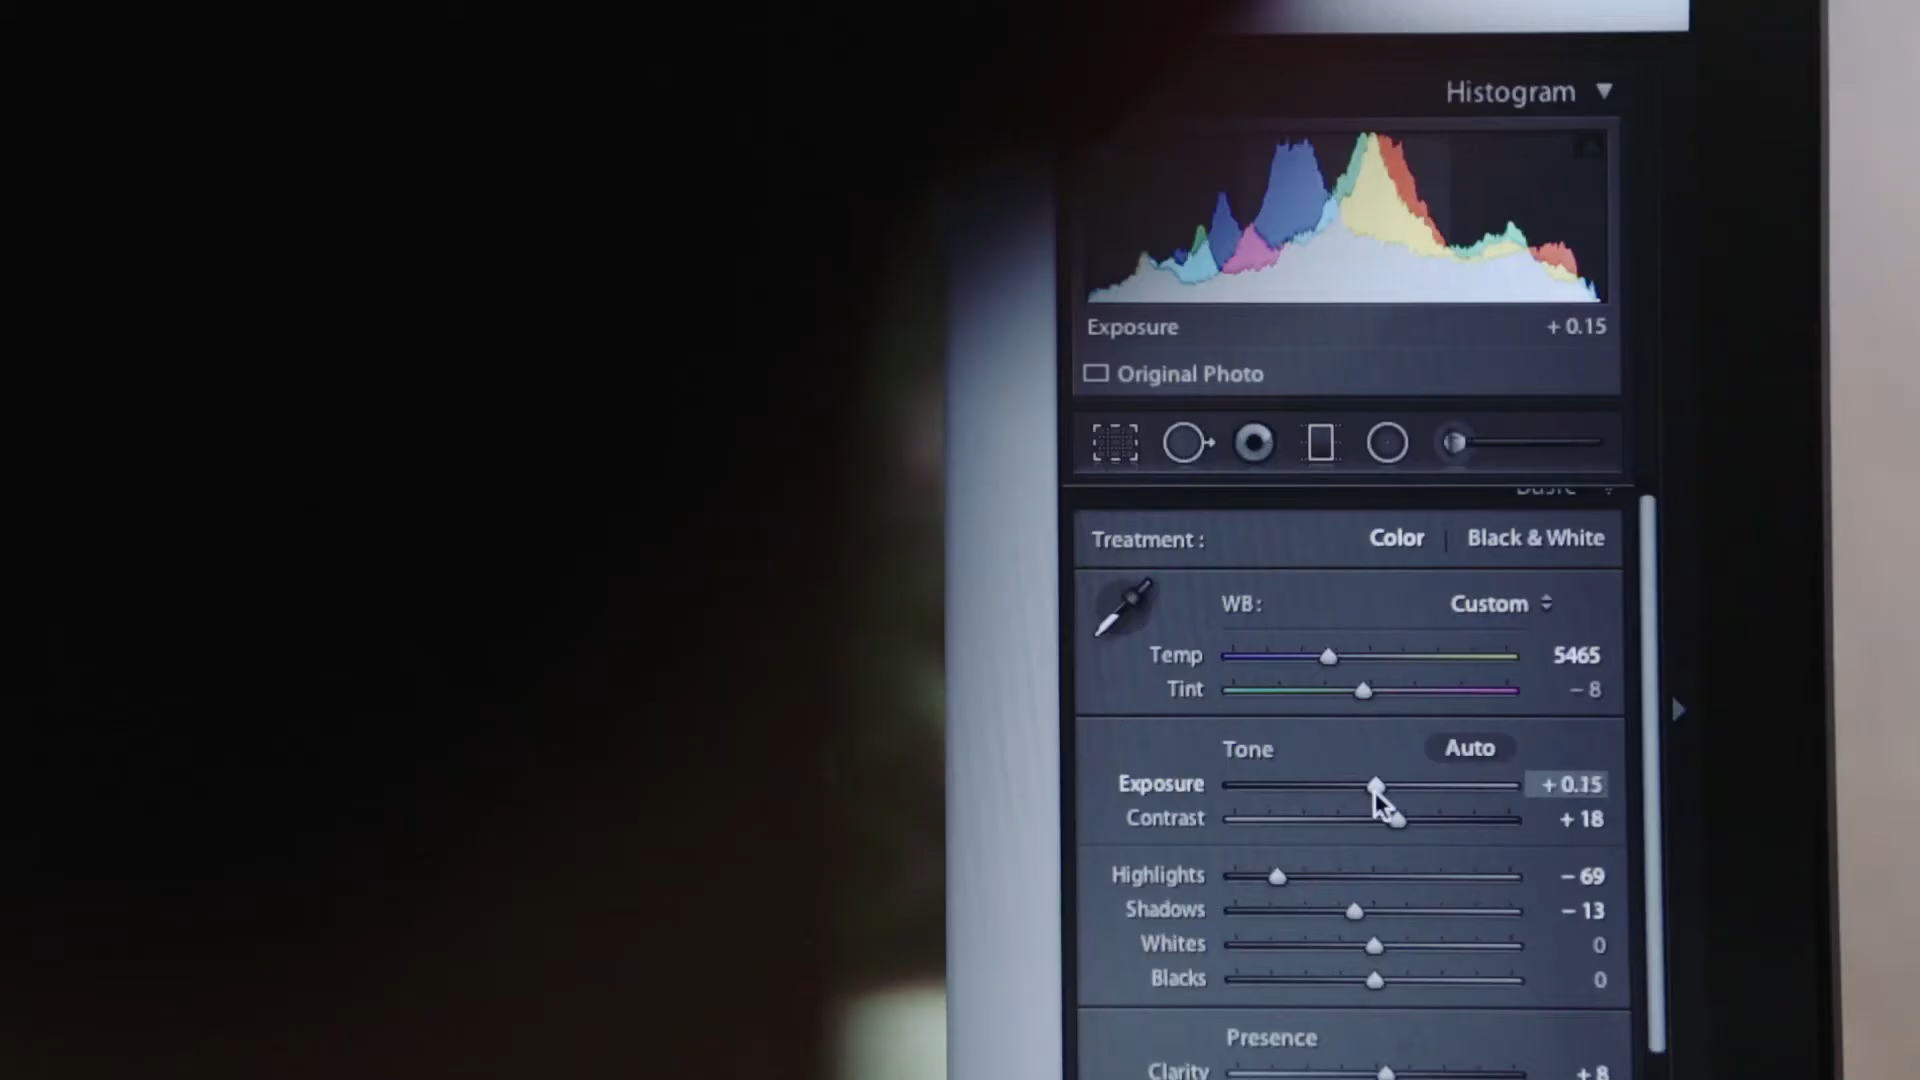 Histogram ▼
Exposure + 0.15
Original Photo
Basic
Treatment : Color | Black & White
WB : Custom
Temp 5465
Tint – 8
Tone Auto
Exposure + 0.15
Contrast + 18
Highlights – 69
Shadows – 13
Whites 0
Blacks 0
Presence
Clarity + 8